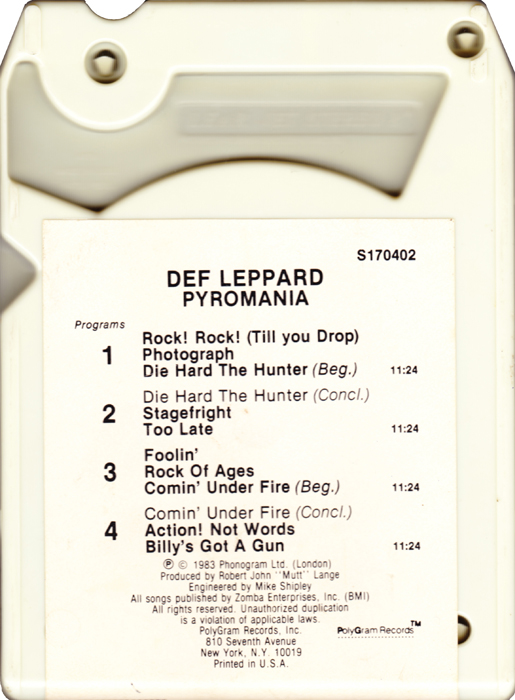 S170402
DEF LEPPARD
PYROMANIA
Programs
1
Rock! Rock! (Till you Drop)
Photograph
Die Hard The Hunter (Beg.) 11:24
2
Die Hard The Hunter (Concl.)
Stagefright
Too Late 11:24
3
Foolin'
Rock Of Ages
Comin' Under Fire (Beg.) 11:24
4
Comin' Under Fire (Concl.)
Action! Not Words
Billy's Got A Gun 11:24
Ⓟ © 1983 Phonogram Ltd. (London)
Produced by Robert John "Mutt" Lange
Engineered by Mike Shipley
All songs published by Zomba Enterprises, Inc. (BMI)
All rights reserved. Unauthorized duplication
is a violation of applicable laws.
PolyGram Records, Inc.
810 Seventh Avenue
New York, N.Y. 10019
Printed in U.S.A.
PolyGram Records™